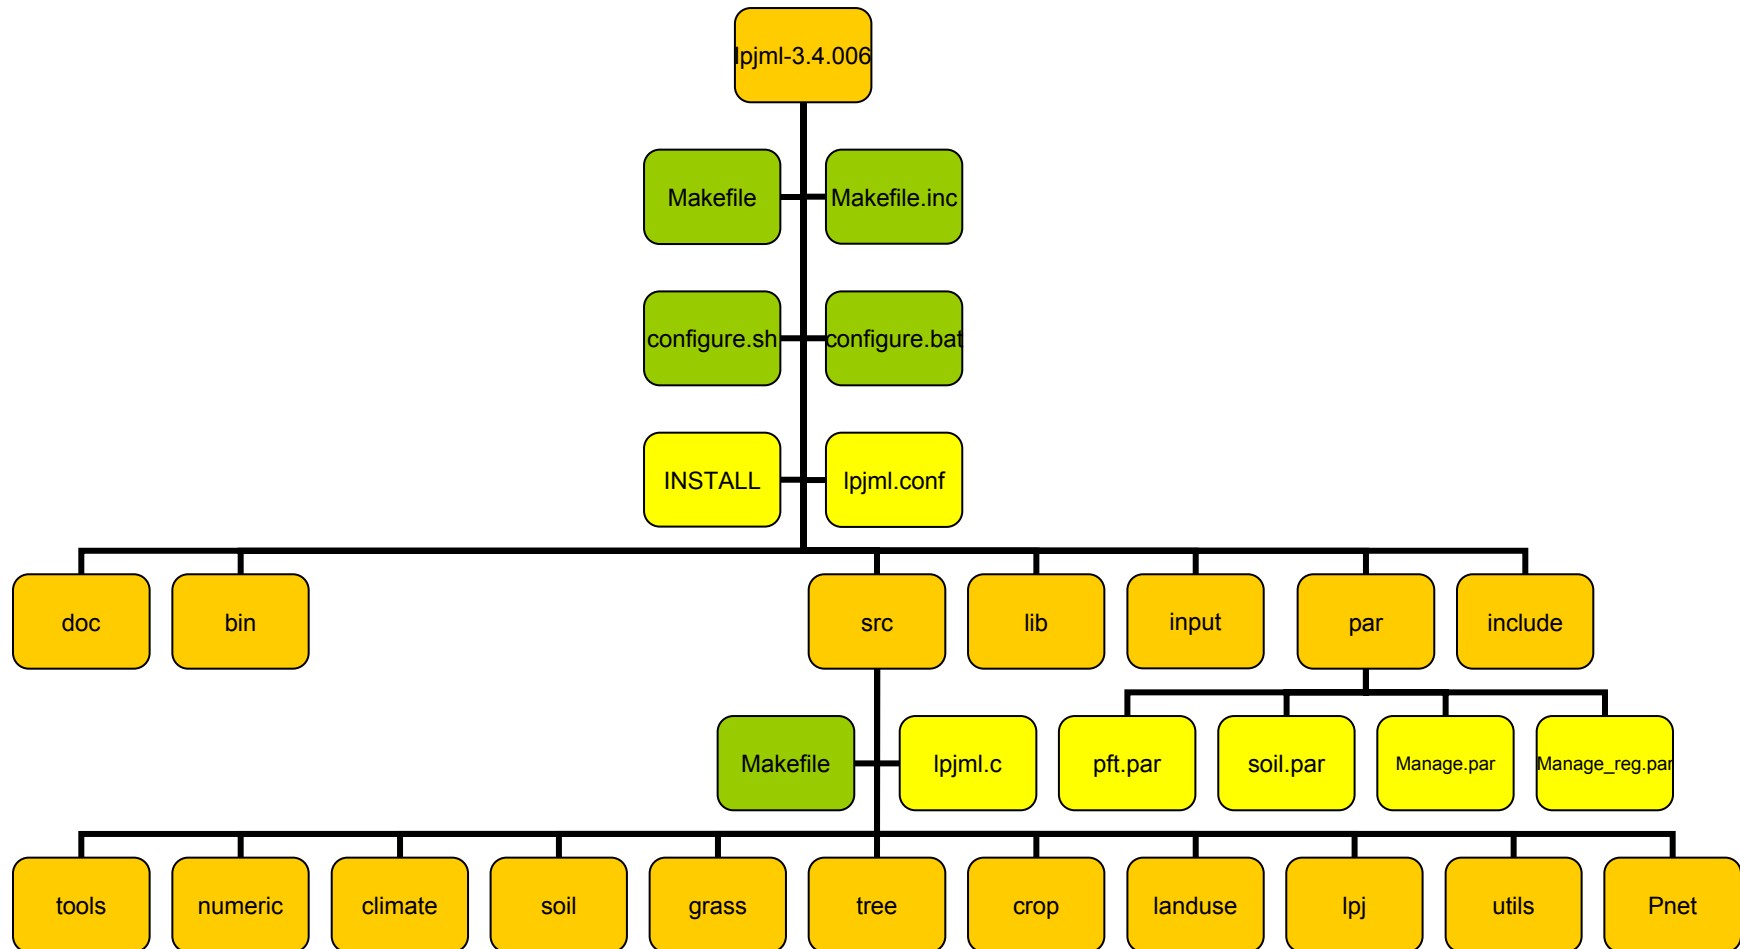 lpjml-3.4.006
Makefile
Makefile.inc
configure.sh
configure.bat
INSTALL
lpjml.conf
doc
bin
src
lib
input
par
include
Makefile
lpjml.c
pft.par
soil.par
Manage.par
Manage_reg.par
tools
numeric
climate
soil
grass
tree
crop
landuse
lpj
utils
Pnet